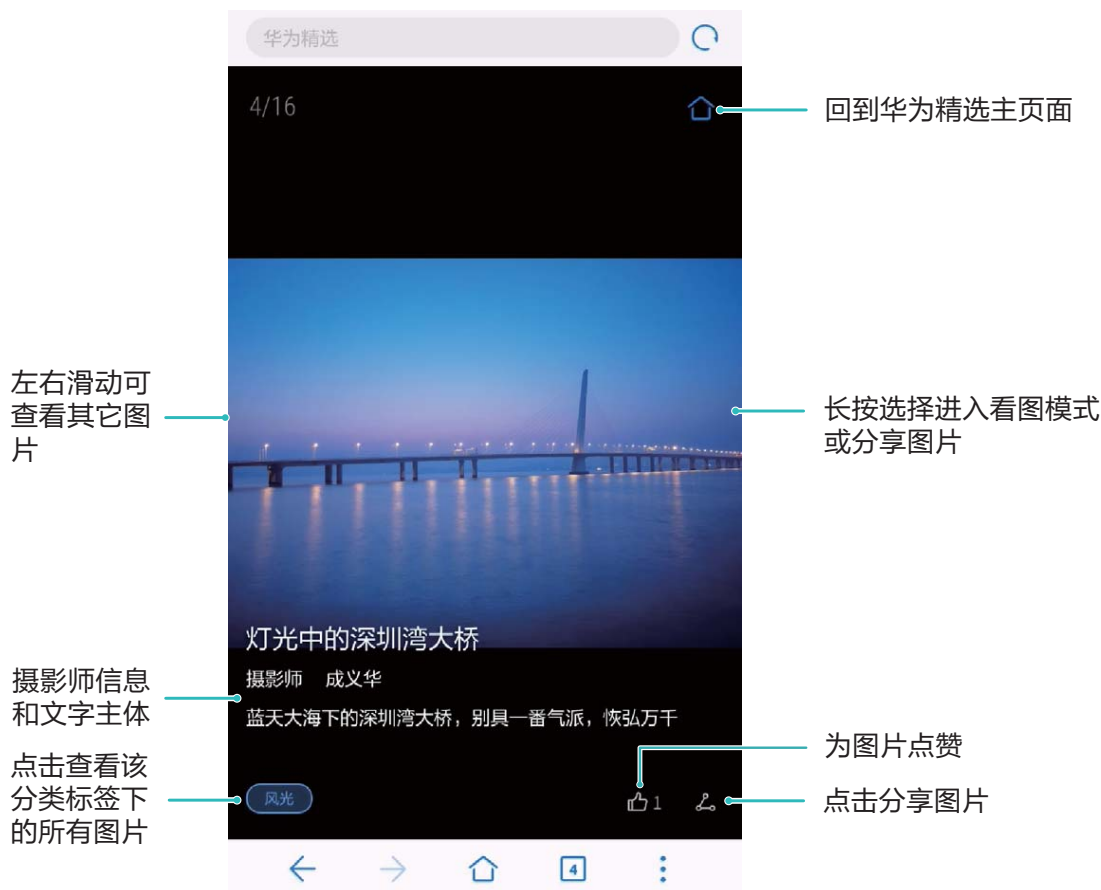 华为精选
4/16
回到华为精选主页面
左右滑动可
查看其它图
片
长按选择进入看图模式
或分享图片
灯光中的深圳湾大桥
摄影师 成义华
蓝天大海下的深圳湾大桥，别具一番气派，恢弘万千
摄影师信息
和文字主体
为图片点赞
点击查看该
分类标签下
的所有图片
风光
1
点击分享图片
4